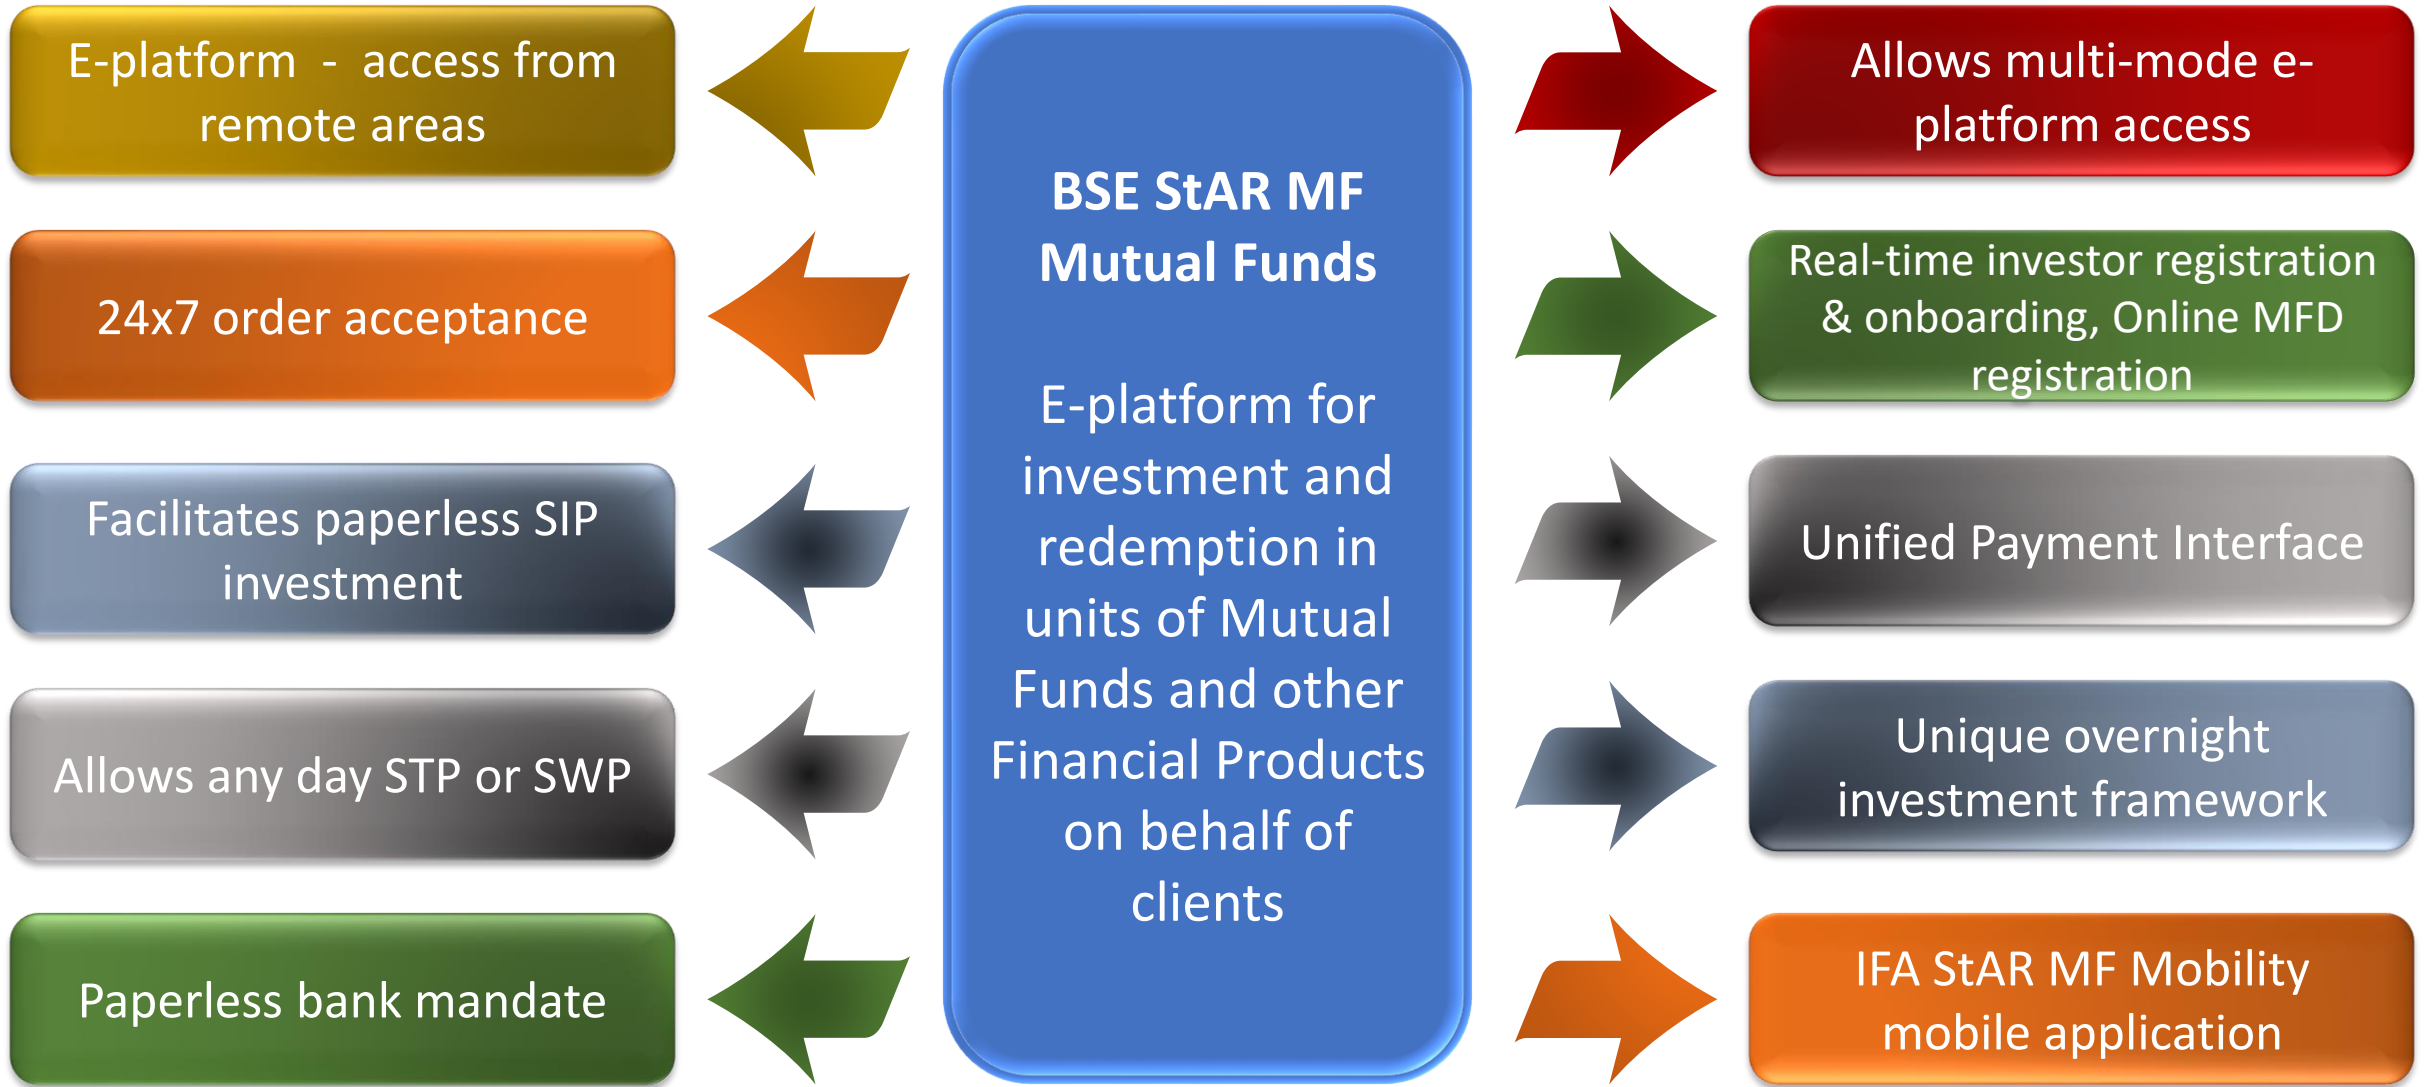 E-platform - access from
remote areas
24x7 order acceptance
Facilitates paperless SIP
investment
Allows any day STP or SWP
Paperless bank mandate
BSE StAR MF
Mutual Funds
E-platform for
investment and
redemption in
units of Mutual
Funds and other
Financial Products
on behalf of
clients
Allows multi-mode e-
platform access
Real-time investor registration
& onboarding, Online MFD
registration
Unified Payment Interface
Unique overnight
investment framework
IFA StAR MF Mobility
mobile application